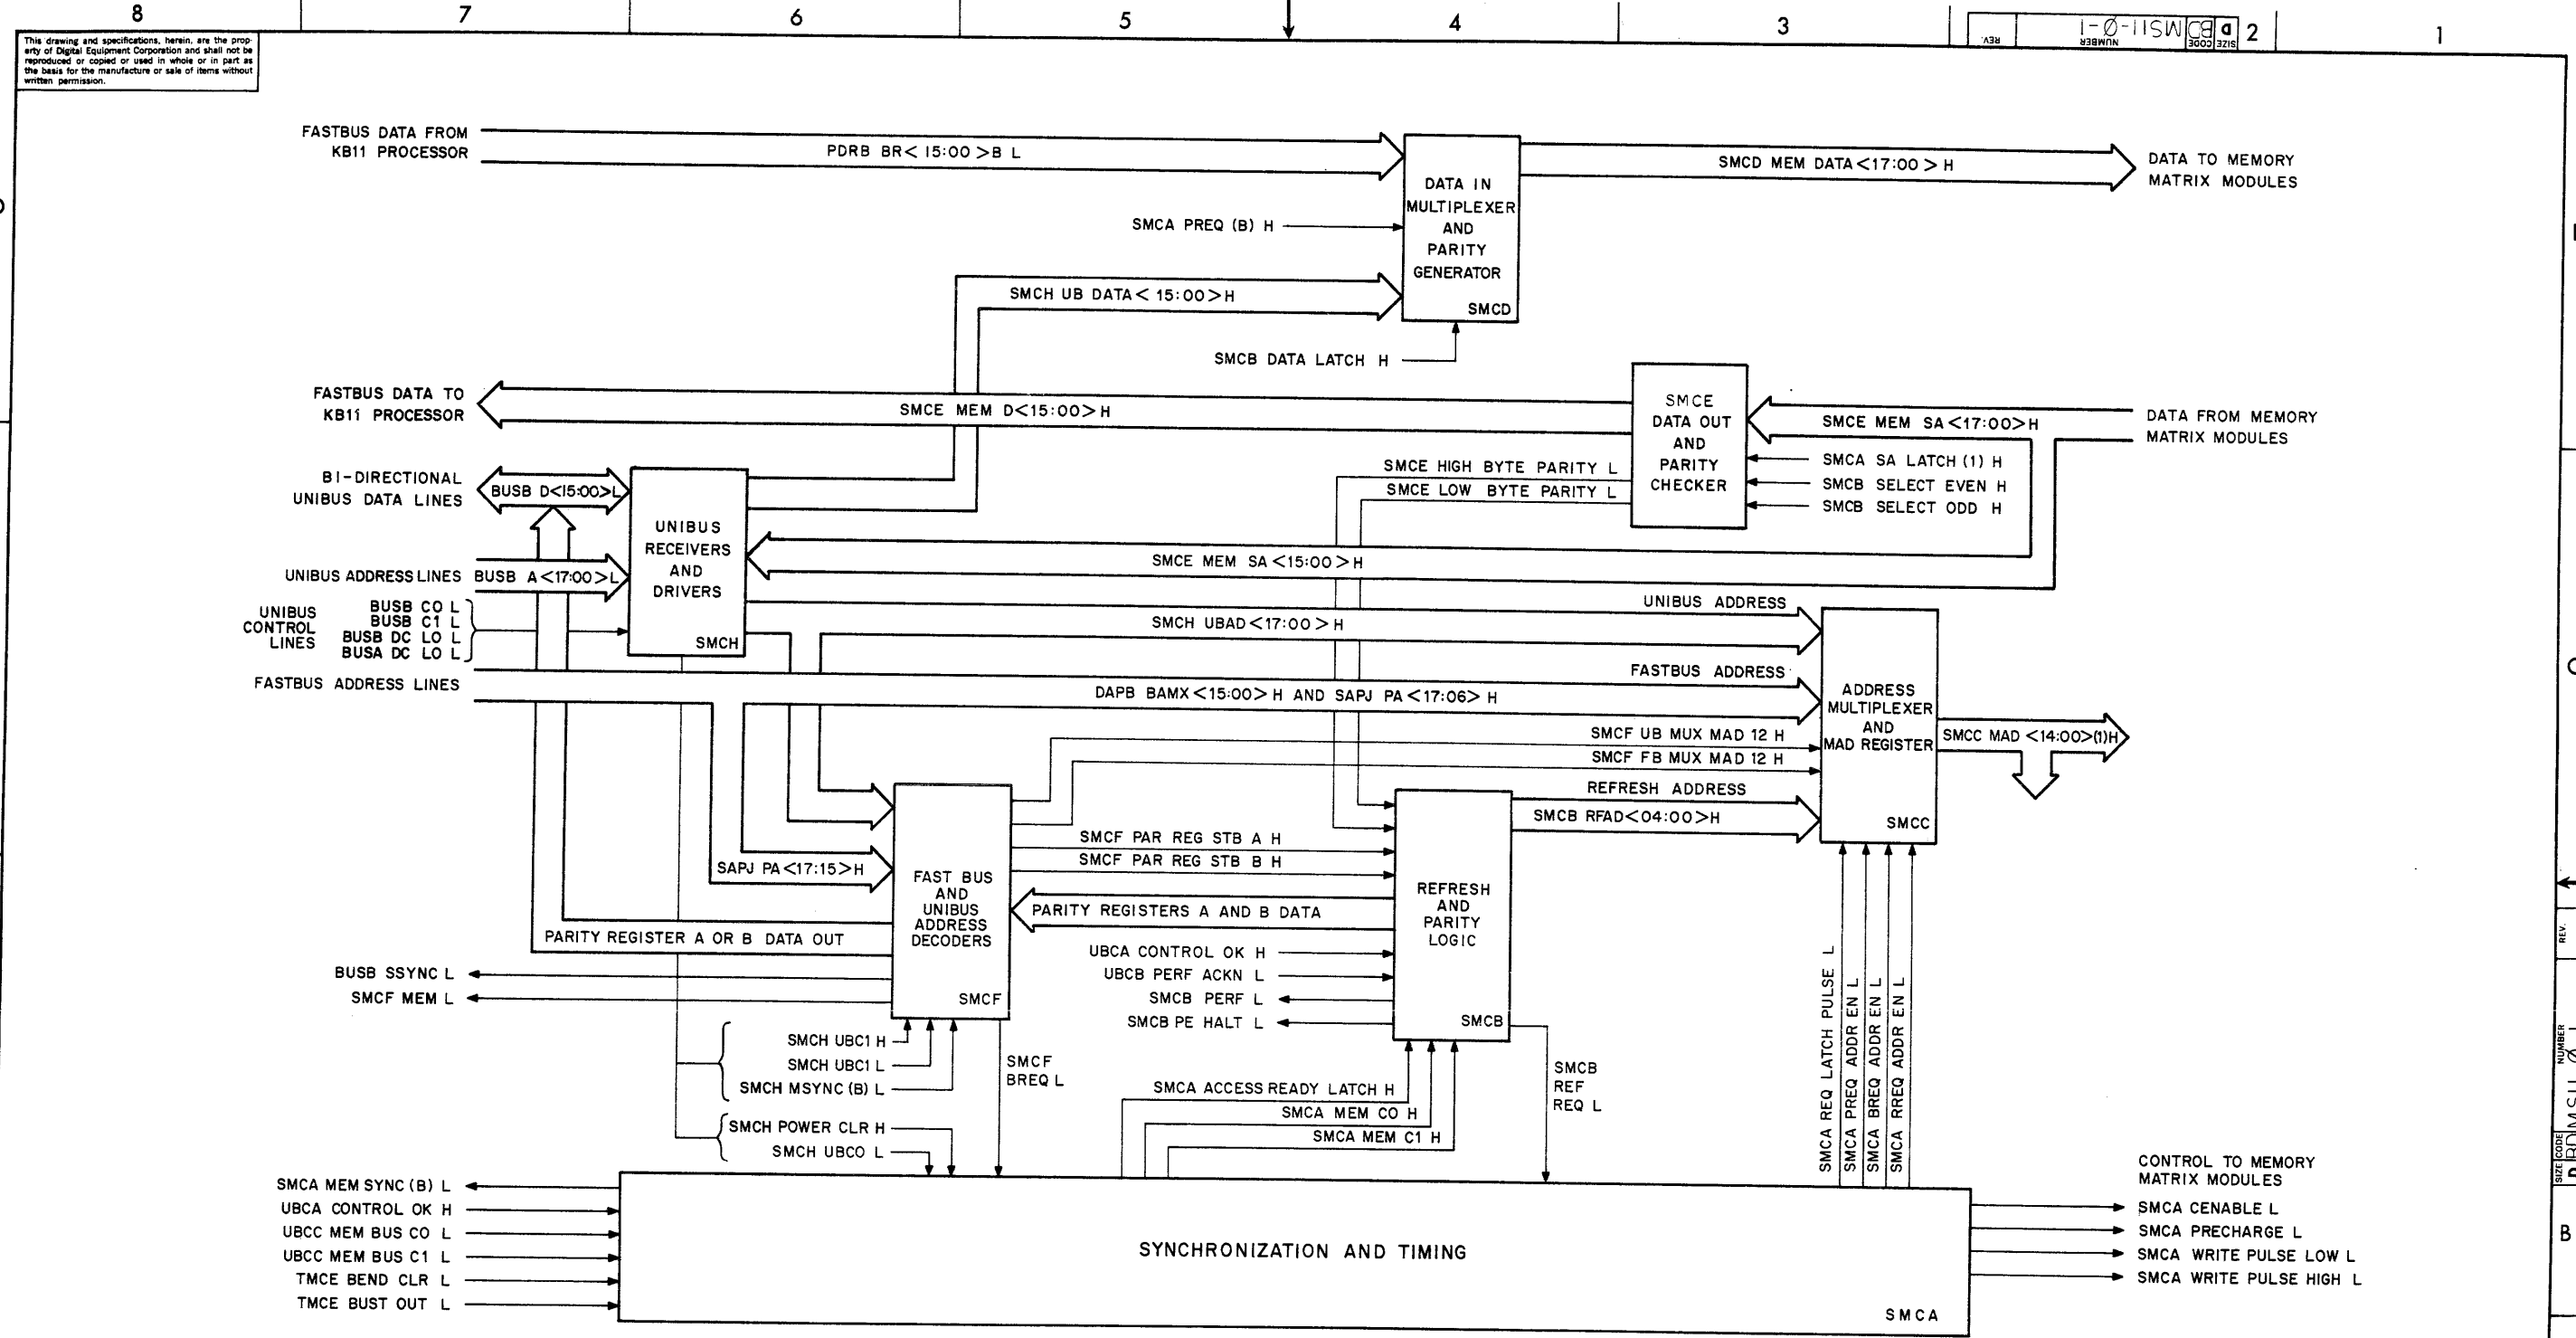 8 7 6 5 4 3 2 1
This drawing and specifications, herein, are the prop-
erty of Digital Equipment Corporation and shall not be
reproduced or copied or used in whole or in part as
the basis for the manufacture or sale of items without
written permission.
SIZE CODE NUMBER REV.
D BD MS11-Ø-1
FASTBUS DATA FROM
KB11 PROCESSOR
PDRB BR<15:00>B L
SMCA PREQ (B) H
SMCH UB DATA<15:00>H
SMCB DATA LATCH H
DATA IN
MULTIPLEXER
AND
PARITY
GENERATOR
SMCD
SMCD MEM DATA<17:00> H
DATA TO MEMORY
MATRIX MODULES
FASTBUS DATA TO
KB11 PROCESSOR
SMCE MEM D<15:00>H
SMCE
DATA OUT
AND
PARITY
CHECKER
SMCE MEM SA<17:00>H
DATA FROM MEMORY
MATRIX MODULES
SMCA SA LATCH (1) H
SMCB SELECT EVEN H
SMCB SELECT ODD H
SMCE HIGH BYTE PARITY L
SMCE LOW BYTE PARITY L
BI-DIRECTIONAL
UNIBUS DATA LINES
BUSB D<15:00>L
UNIBUS ADDRESS LINES
BUSB A<17:00>L
UNIBUS
CONTROL
LINES
BUSB CO L
BUSB C1 L
BUSB DC LO L
BUSA DC LO L
UNIBUS
RECEIVERS
AND
DRIVERS
SMCH
SMCE MEM SA<15:00>H
UNIBUS ADDRESS
SMCH UBAD<17:00>H
FASTBUS ADDRESS LINES
FASTBUS ADDRESS
DAPB BAMX<15:00>H AND SAPJ PA<17:06> H
SMCF UB MUX MAD 12 H
SMCF FB MUX MAD 12 H
REFRESH ADDRESS
SMCB RFAD<04:00>H
ADDRESS
MULTIPLEXER
AND
MAD REGISTER
SMCC
SMCC MAD <14:00>(1)H
SAPJ PA<17:15>H
FAST BUS
AND
UNIBUS
ADDRESS
DECODERS
SMCF
SMCF PAR REG STB A H
SMCF PAR REG STB B H
PARITY REGISTERS A AND B DATA
PARITY REGISTER A OR B DATA OUT
UBCA CONTROL OK H
UBCB PERF ACKN L
SMCB PERF L
SMCB PE HALT L
REFRESH
AND
PARITY
LOGIC
SMCB
BUSB SSYNC L
SMCF MEM L
SMCH UBC1 H
SMCH UBC1 L
SMCH MSYNC (B) L
SMCF
BREQ L
SMCH POWER CLR H
SMCH UBCO L
SMCA ACCESS READY LATCH H
SMCA MEM CO H
SMCA MEM C1 H
SMCB
REF
REQ L
SMCA REQ LATCH PULSE L
SMCA PREQ ADDR EN L
SMCA BREQ ADDR EN L
SMCA RREQ ADDR EN L
SMCA MEM SYNC (B) L
UBCA CONTROL OK H
UBCC MEM BUS CO L
UBCC MEM BUS C1 L
TMCE BEND CLR L
TMCE BUST OUT L
SYNCHRONIZATION AND TIMING
SMCA
CONTROL TO MEMORY
MATRIX MODULES
SMCA CENABLE L
SMCA PRECHARGE L
SMCA WRITE PULSE LOW L
SMCA WRITE PULSE HIGH L
B
REV.
NUMBER
SIZE CODE